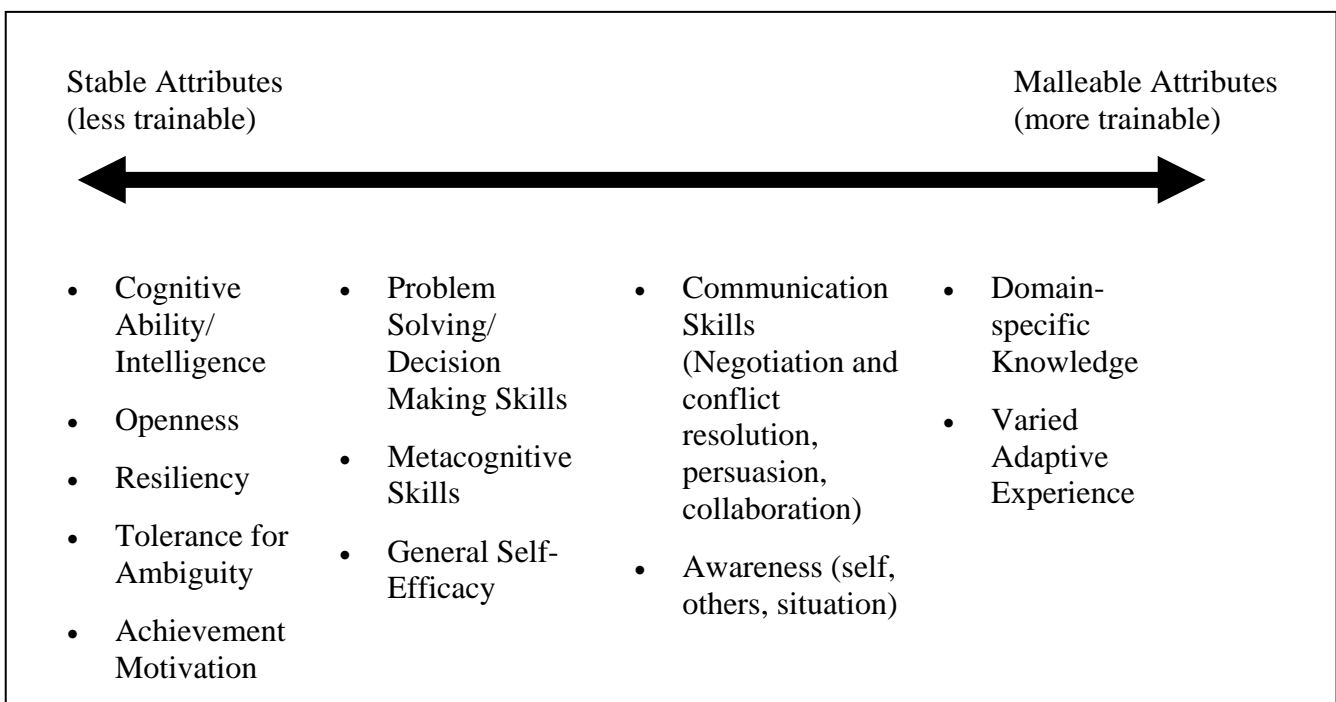 Stable Attributes
(less trainable)
Malleable Attributes
(more trainable)
• Cognitive
Ability/
Intelligence
• Openness
• Resiliency
• Tolerance for
Ambiguity
• Achievement
Motivation
• Problem
Solving/
Decision
Making Skills
• Metacognitive
Skills
• General Self-
Efficacy
• Communication
Skills
(Negotiation and
conflict
resolution,
persuasion,
collaboration)
• Awareness (self,
others, situation)
• Domain-
specific
Knowledge
• Varied
Adaptive
Experience